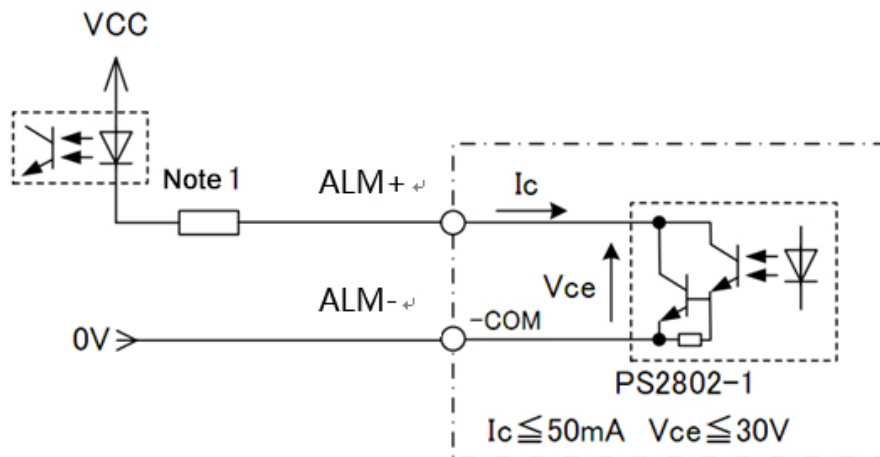 VCC
Note 1
ALM+ ↵
Ic
Vce
ALM- ↵
-COM
0V
PS2802-1
Ic≦50mA Vce≦30V